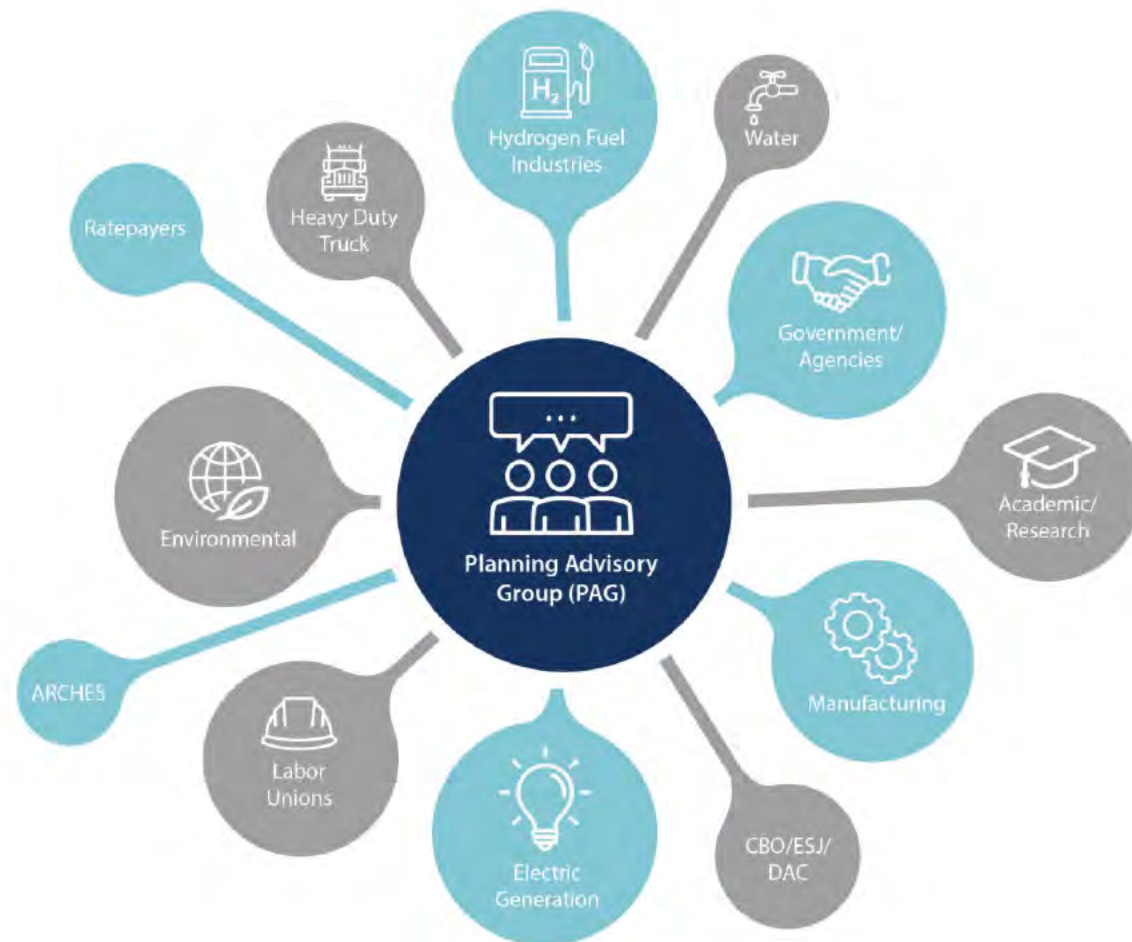 H₂
Hydrogen Fuel
Industries
Water
Heavy Duty
Truck
Ratepayers
Government/
Agencies
...
Planning Advisory
Group (PAG)
Academic/
Research
Environmental
Manufacturing
ARCHES
Labor
Unions
Electric
Generation
CBO/ESJ/
DAC